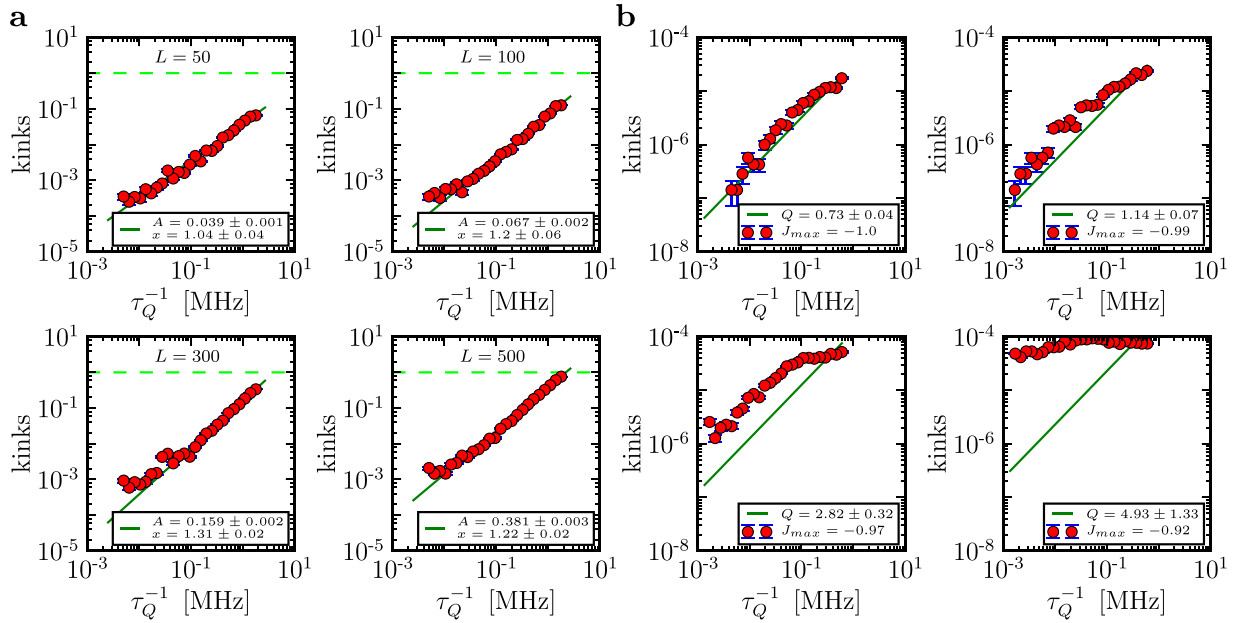 a
b
10^1
10^{-1}
10^{-3}
10^{-5}
kinks
L = 50
A = 0.039 ± 0.001
x = 1.04 ± 0.04
10^{-3} 10^{-1} 10^1
τ_Q^{-1} [MHz]
10^1
10^{-1}
10^{-3}
10^{-5}
kinks
L = 100
A = 0.067 ± 0.002
x = 1.2 ± 0.06
10^{-3} 10^{-1} 10^1
τ_Q^{-1} [MHz]
10^{-4}
10^{-6}
10^{-8}
kinks
Q = 0.73 ± 0.04
J_{max} = −1.0
10^{-3} 10^{-1} 10^1
τ_Q^{-1} [MHz]
10^{-4}
10^{-6}
10^{-8}
kinks
Q = 1.14 ± 0.07
J_{max} = −0.99
10^{-3} 10^{-1} 10^1
τ_Q^{-1} [MHz]
10^1
10^{-1}
10^{-3}
10^{-5}
kinks
L = 300
A = 0.159 ± 0.002
x = 1.31 ± 0.02
10^{-3} 10^{-1} 10^1
τ_Q^{-1} [MHz]
10^1
10^{-1}
10^{-3}
10^{-5}
kinks
L = 500
A = 0.381 ± 0.003
x = 1.22 ± 0.02
10^{-3} 10^{-1} 10^1
τ_Q^{-1} [MHz]
10^{-4}
10^{-6}
10^{-8}
kinks
Q = 2.82 ± 0.32
J_{max} = −0.97
10^{-3} 10^{-1} 10^1
τ_Q^{-1} [MHz]
10^{-4}
10^{-6}
10^{-8}
kinks
Q = 4.93 ± 1.33
J_{max} = −0.92
10^{-3} 10^{-1} 10^1
τ_Q^{-1} [MHz]